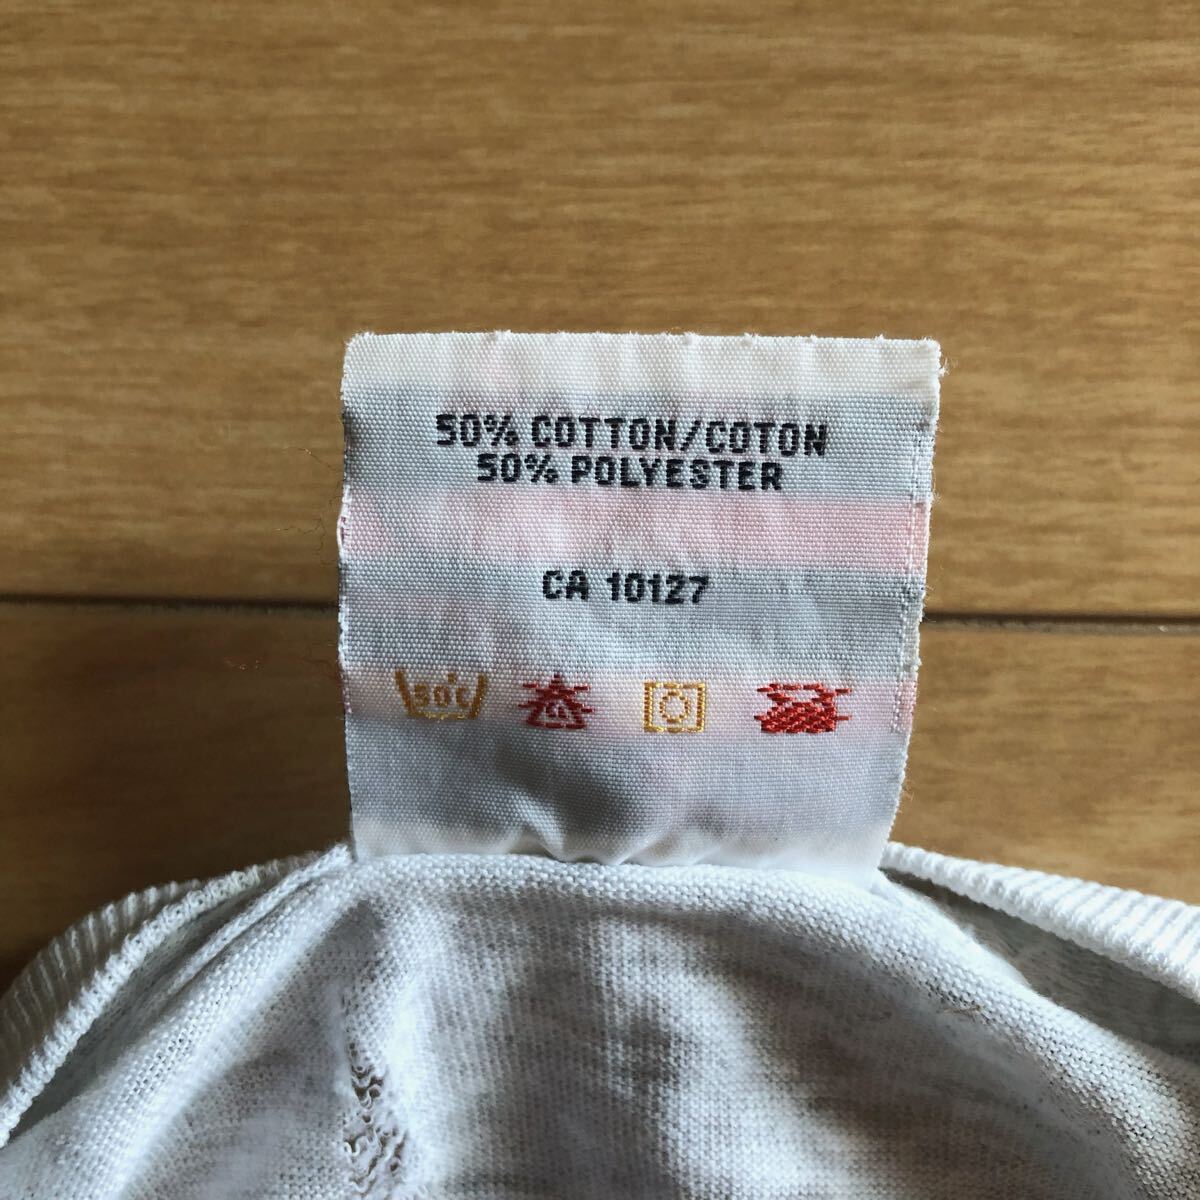 50% COTTON/COTON
50% POLYESTER
CA 10127
50°C